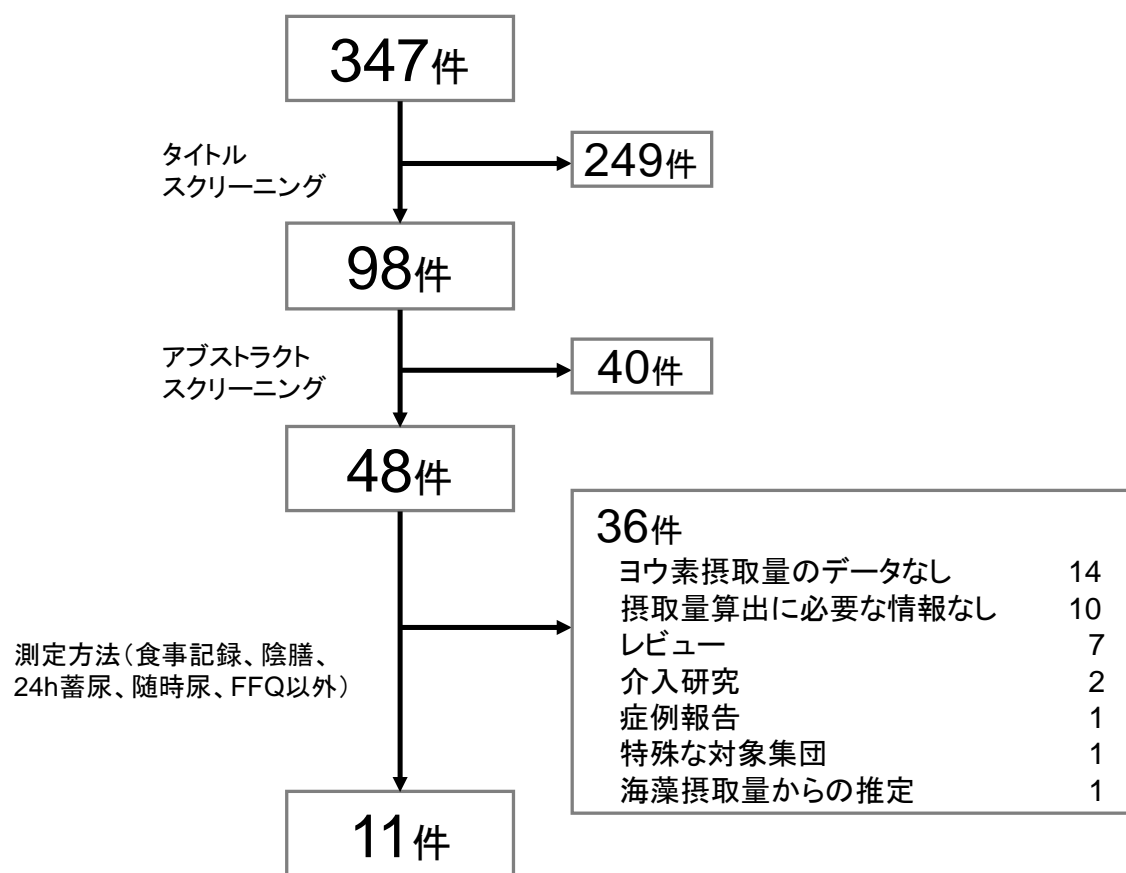 347件
タイトル
スクリーニング
249件
98件
アブストラクト
スクリーニング
40件
48件
36件
ヨウ素摂取量のデータなし 14
摂取量算出に必要な情報なし 10
レビュー 7
介入研究 2
症例報告 1
特殊な対象集団 1
海藻摂取量からの推定 1
測定方法(食事記録、陰膳、
24h蓄尿、随時尿、FFQ以外)
11件